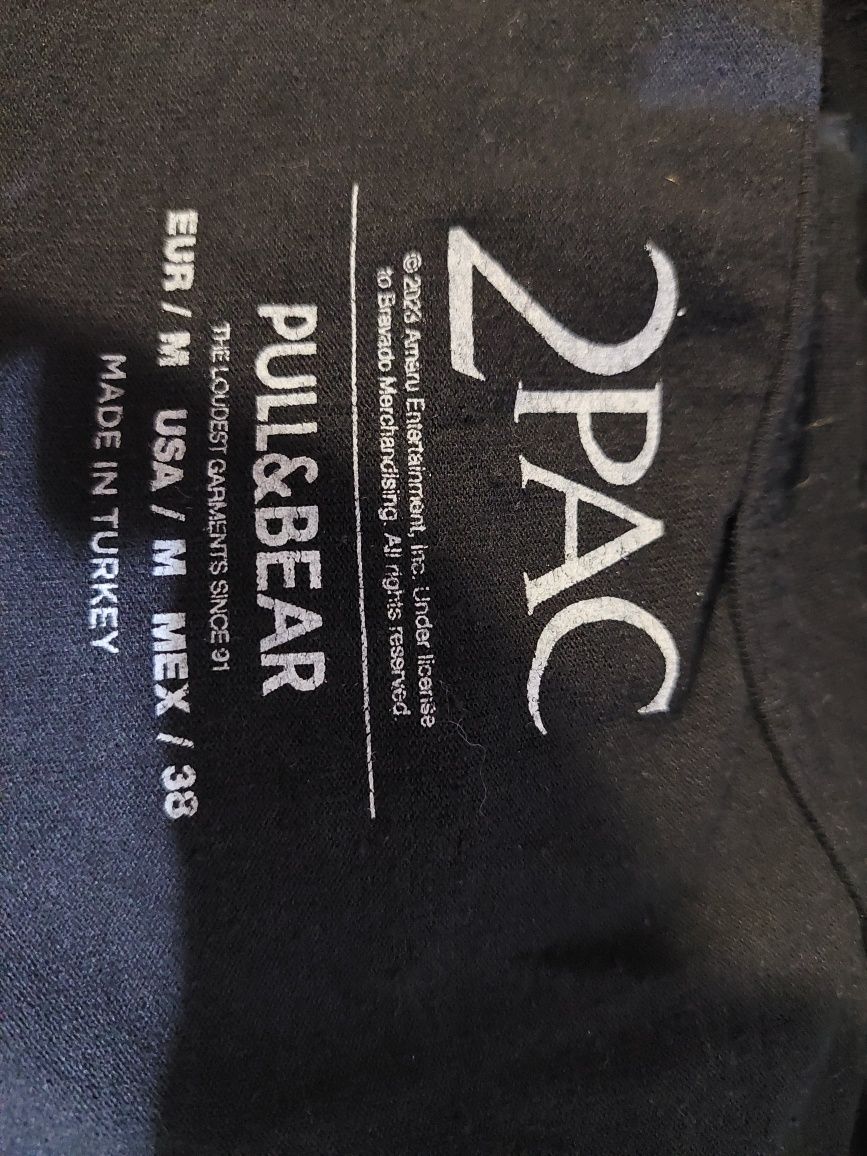 2PAC
© 2023 Amaru Entertainment, Inc. Under license
to Bravado Merchandising. All rights reserved
PULL&BEAR
THE LOUDEST GARMENTS SINCE 91
EUR / M USA / M MEX / 38
MADE IN TURKEY